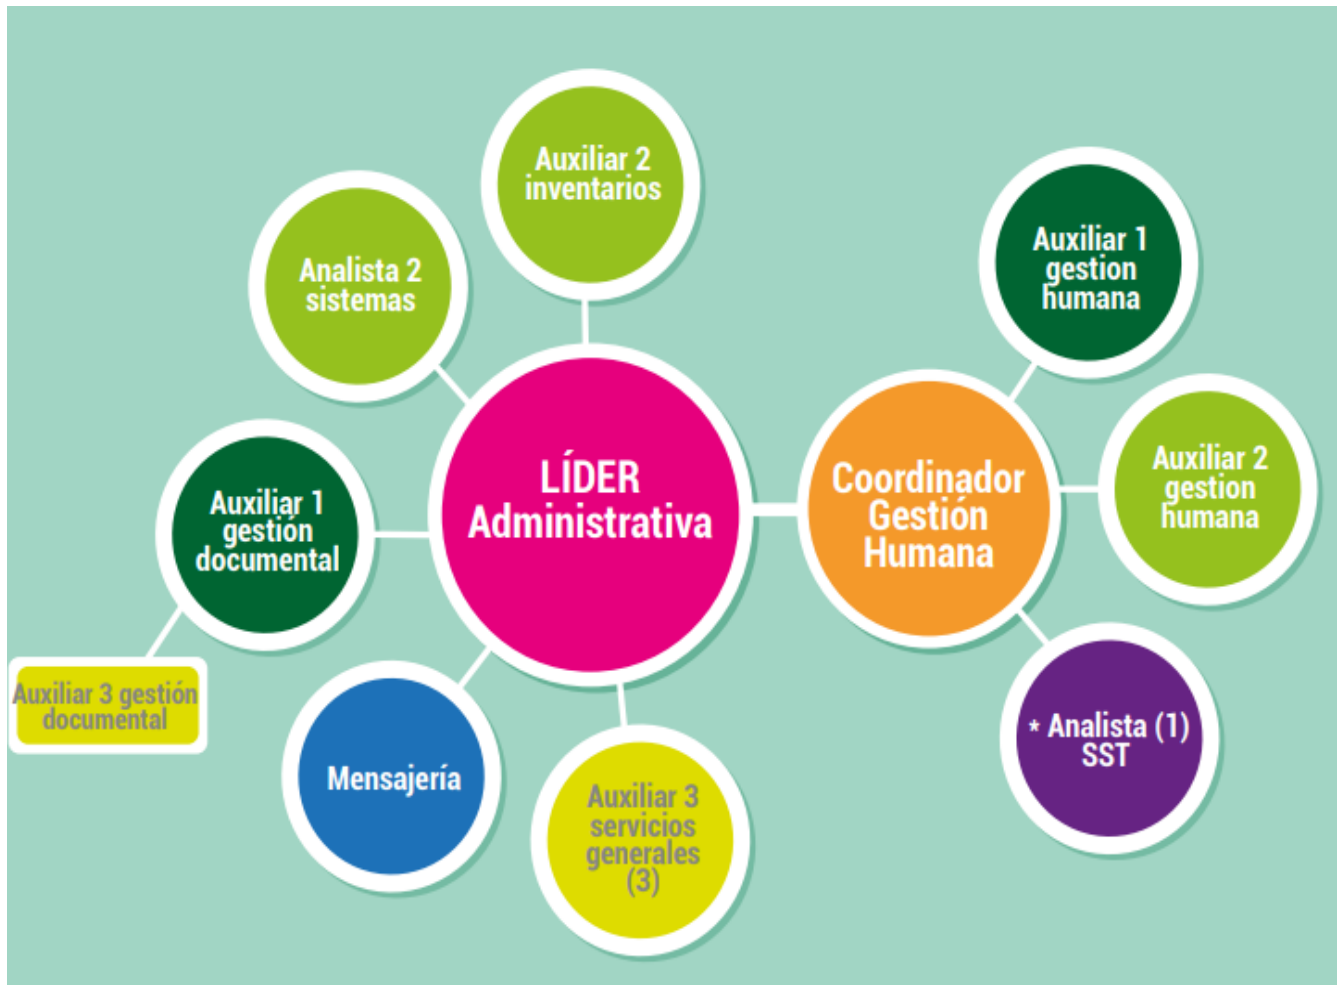 Auxiliar 2
inventarios
Analista 2
sistemas
Auxiliar 1
gestion
humana
Auxiliar 1
gestión
documental
LÍDER
Administrativa
Coordinador
Gestión
Humana
Auxiliar 2
gestion
humana
Auxiliar 3 gestión
documental
Mensajería
Auxiliar 3
servicios
generales
(3)
* Analista (1)
SST